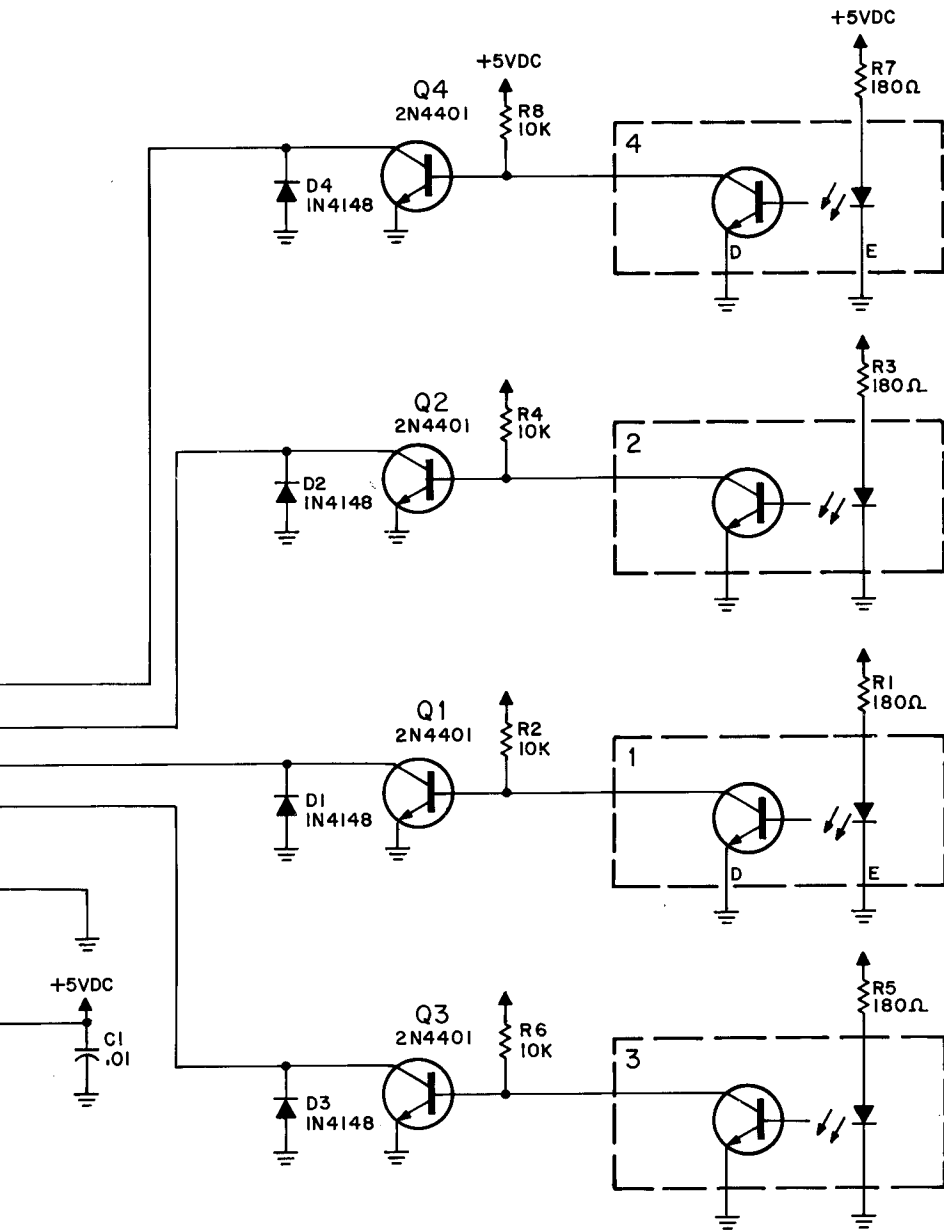 +5VDC
R7
180Ω
+5VDC
Q4
2N4401
R8
10K
4
D4
1N4148
D
E
R3
180Ω
Q2
2N4401
R4
10K
2
D2
1N4148
R1
180Ω
Q1
2N4401
R2
10K
1
D1
1N4148
D
E
+5VDC
C1
.01
R5
180Ω
Q3
2N4401
R6
10K
3
D3
1N4148